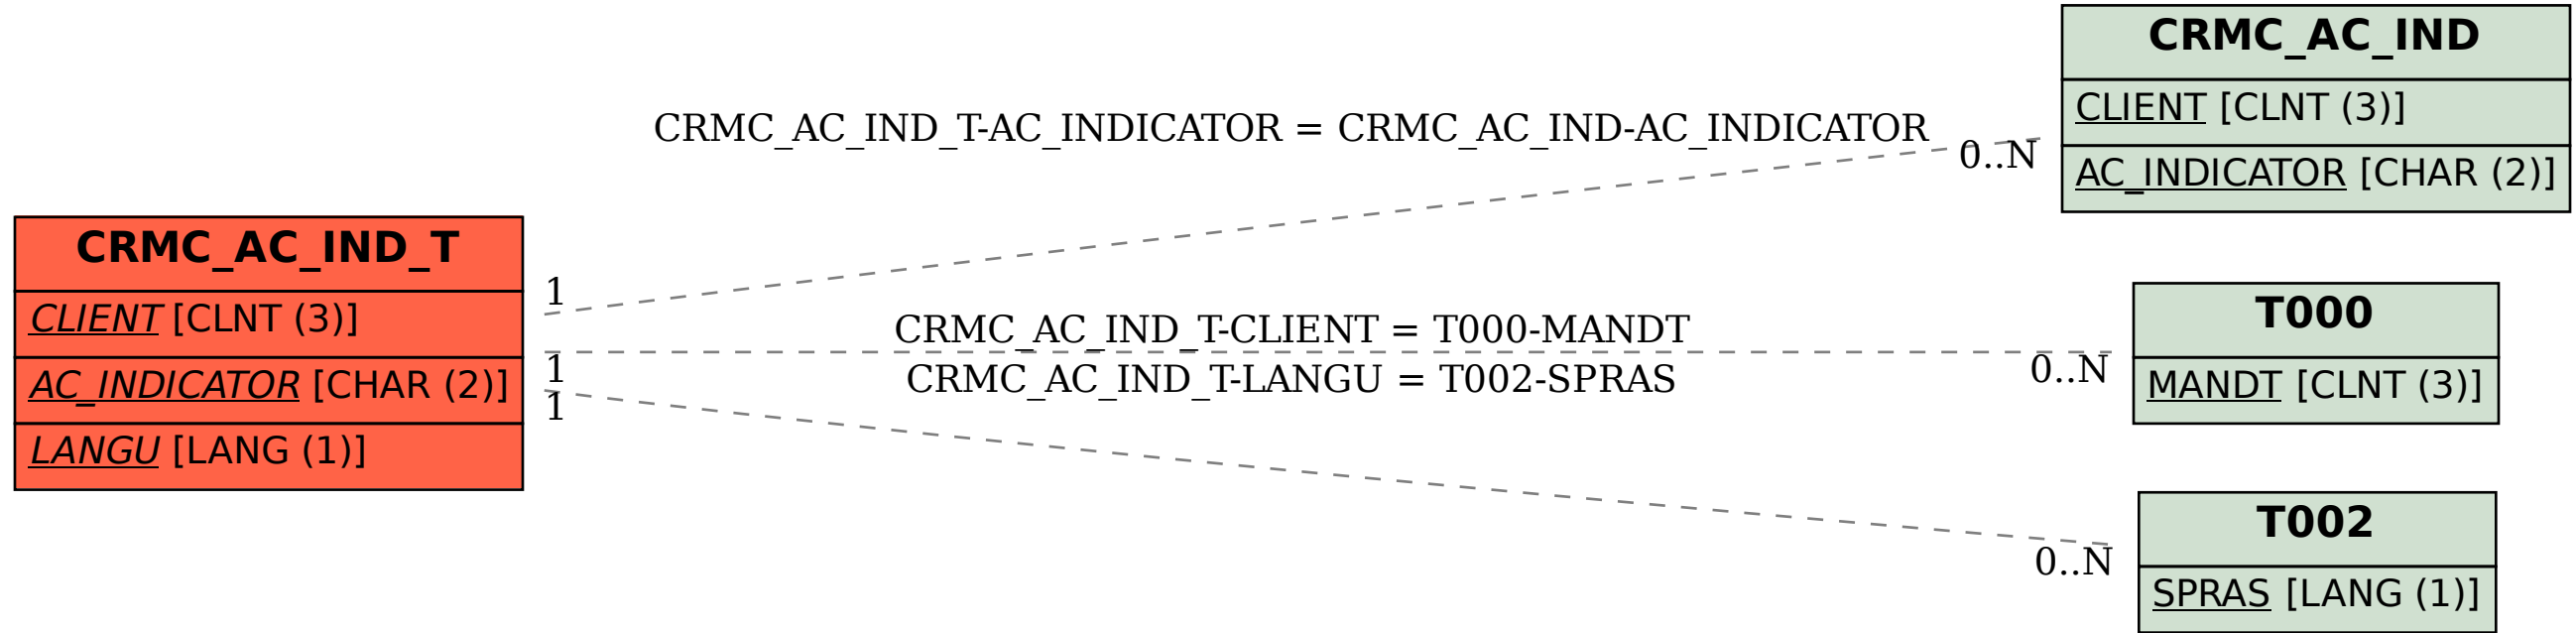 CRMC_AC_IND
CLIENT [CLNT (3)]
AC_INDICATOR [CHAR (2)]
CRMC_AC_IND_T-AC_INDICATOR = CRMC_AC_IND-AC_INDICATOR
0..N
CRMC_AC_IND_T
CLIENT [CLNT (3)]
AC_INDICATOR [CHAR (2)]
LANGU [LANG (1)]
1
1
1
CRMC_AC_IND_T-CLIENT = T000-MANDT
CRMC_AC_IND_T-LANGU = T002-SPRAS
0..N
T000
MANDT [CLNT (3)]
0..N
T002
SPRAS [LANG (1)]